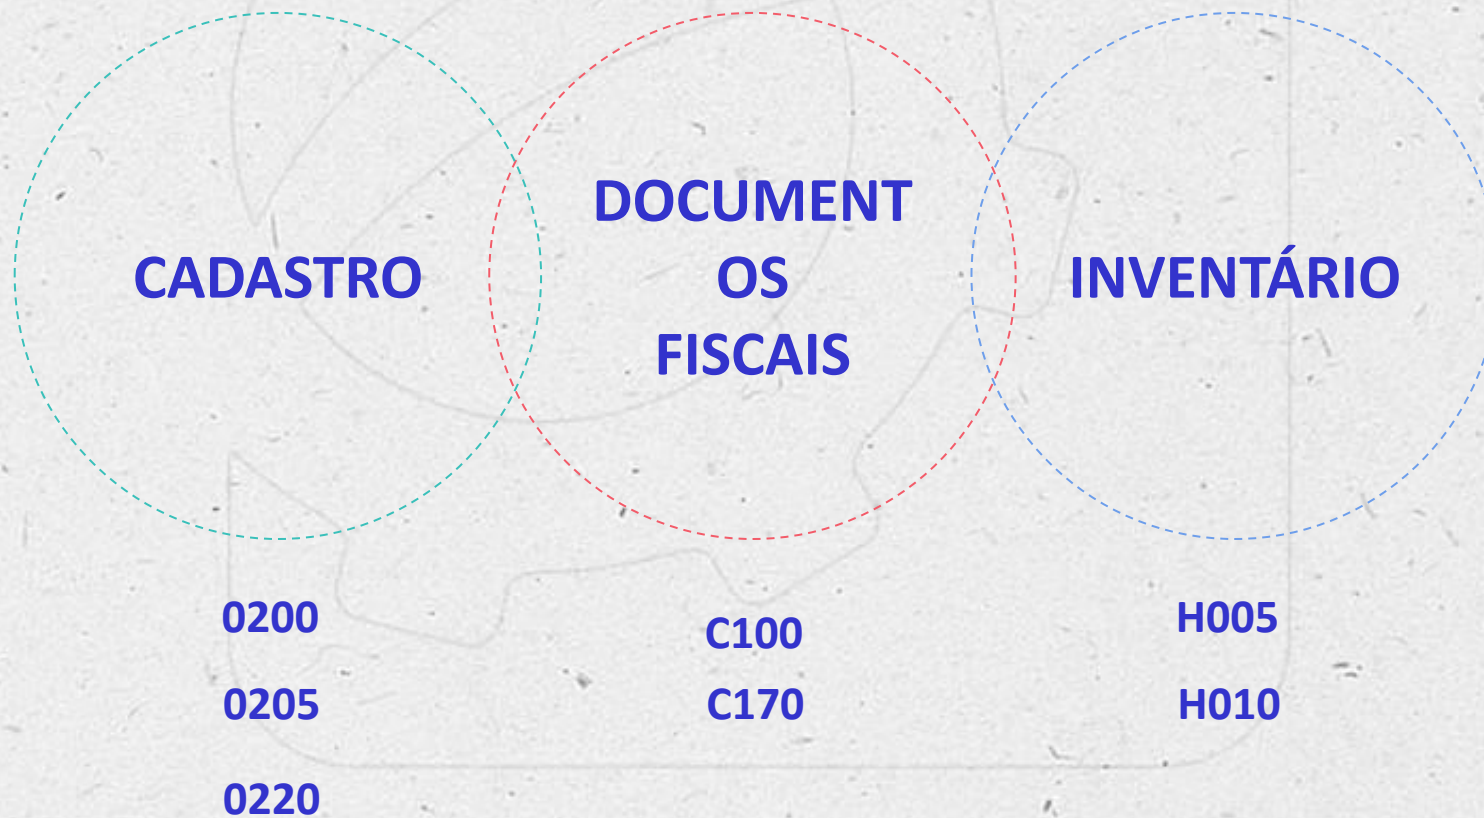 CADASTRO
DOCUMENT
OS
FISCAIS
INVENTÁRIO
0200
0205
0220
C100
C170
H005
H010